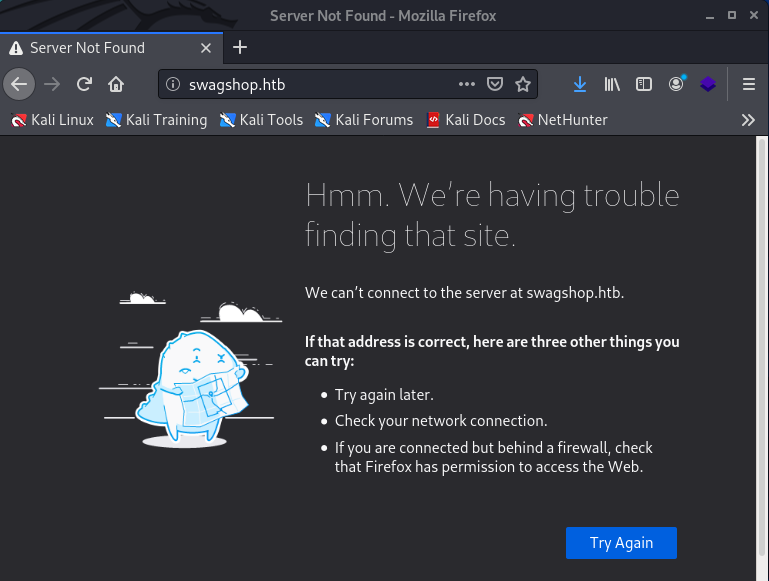 Server Not Found - Mozilla Firefox
Server Not Found
swagshop.htb
Kali Linux Kali Training Kali Tools Kali Forums Kali Docs NetHunter
Hmm. We're having trouble
finding that site.
We can't connect to the server at swagshop.htb.
If that address is correct, here are three other things you
can try:
Try again later.
Check your network connection.
If you are connected but behind a firewall, check
that Firefox has permission to access the Web.
Try Again